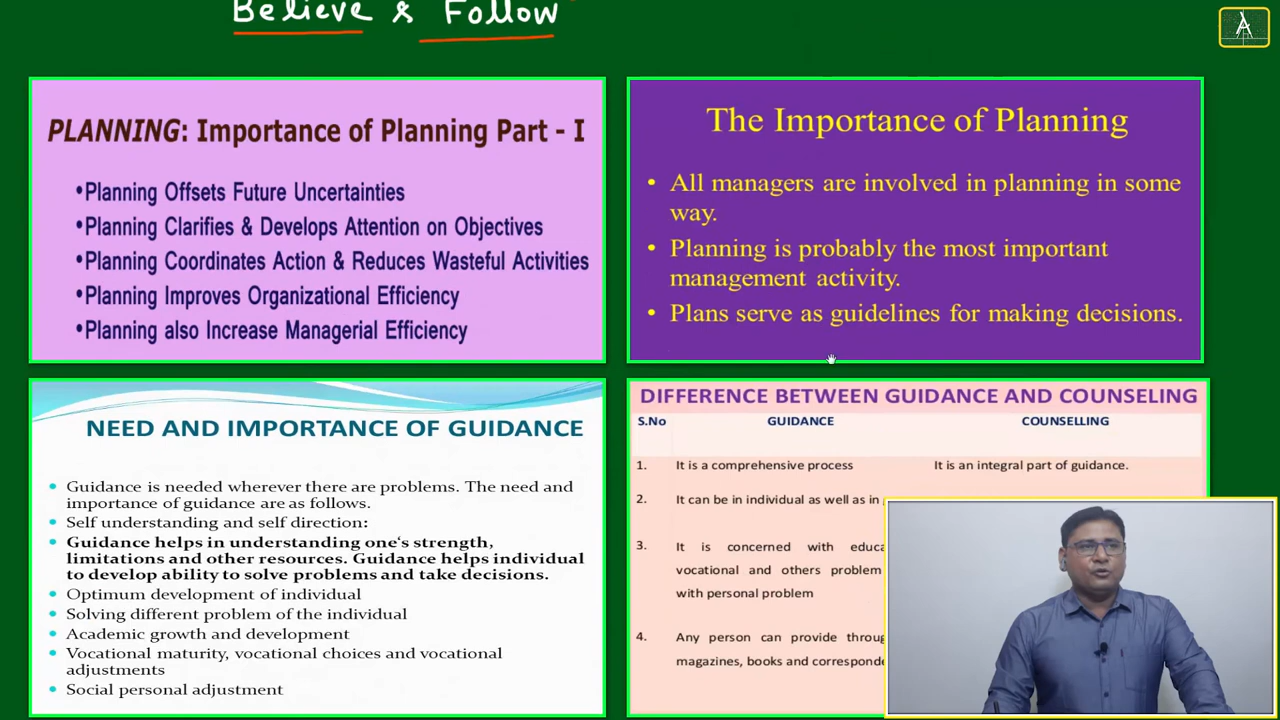 Believe & Follow
PLANNING: Importance of Planning Part - I
•Planning Offsets Future Uncertainties
•Planning Clarifies & Develops Attention on Objectives
•Planning Coordinates Action & Reduces Wasteful Activities
•Planning Improves Organizational Efficiency
•Planning also Increase Managerial Efficiency
The Importance of Planning
• All managers are involved in planning in some
way.
• Planning is probably the most important
management activity.
• Plans serve as guidelines for making decisions.
NEED AND IMPORTANCE OF GUIDANCE
• Guidance is needed wherever there are problems. The need and
importance of guidance are as follows.
• Self understanding and self direction:
• Guidance helps in understanding one‘s strength,
limitations and other resources. Guidance helps individual
to develop ability to solve problems and take decisions.
• Optimum development of individual
• Solving different problem of the individual
• Academic growth and development
• Vocational maturity, vocational choices and vocational
adjustments
• Social personal adjustment
DIFFERENCE BETWEEN GUIDANCE AND COUNSELING
S.No GUIDANCE COUNSELLING
1. It is a comprehensive process It is an integral part of guidance.
2. It can be in individual as well as in
3. It is concerned with
vocational and others problem
with personal problem
4. Any person can provide
magazines, books and